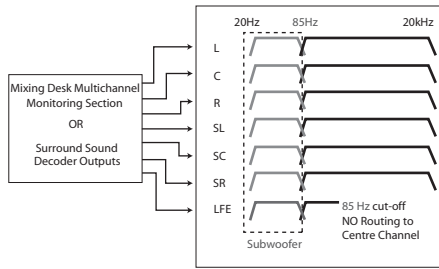 20Hz 85Hz 20kHz
L
C
R
SL
SC
SR
LFE
Mixing Desk Multichannel
Monitoring Section
OR
Surround Sound
Decoder Outputs
85 Hz cut-off
NO Routing to
Centre Channel
Subwoofer